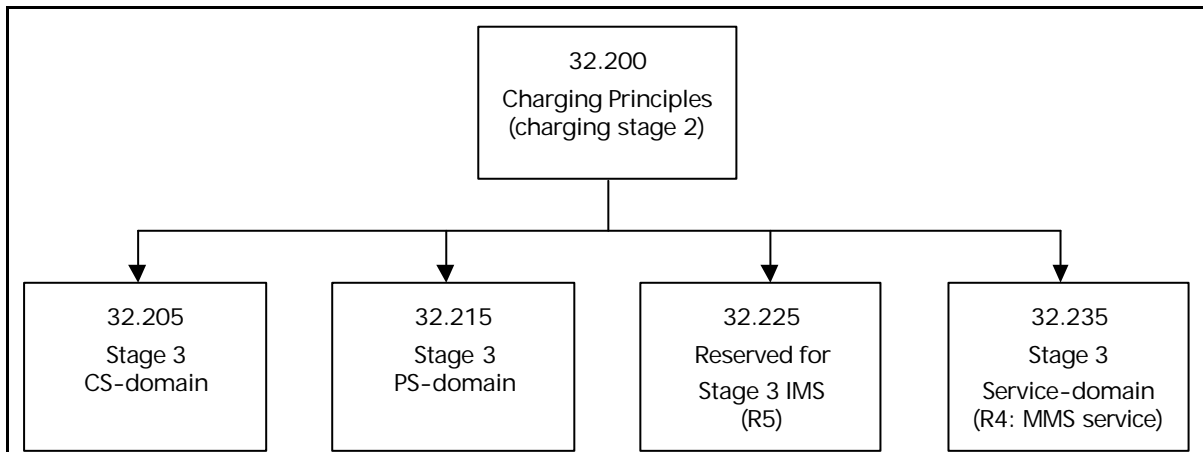 32.200
Charging Principles
(charging stage 2)
32.205
Stage 3
CS-domain
32.215
Stage 3
PS-domain
32.225
Reserved for
Stage 3 IMS
(R5)
32.235
Stage 3
Service-domain
(R4: MMS service)